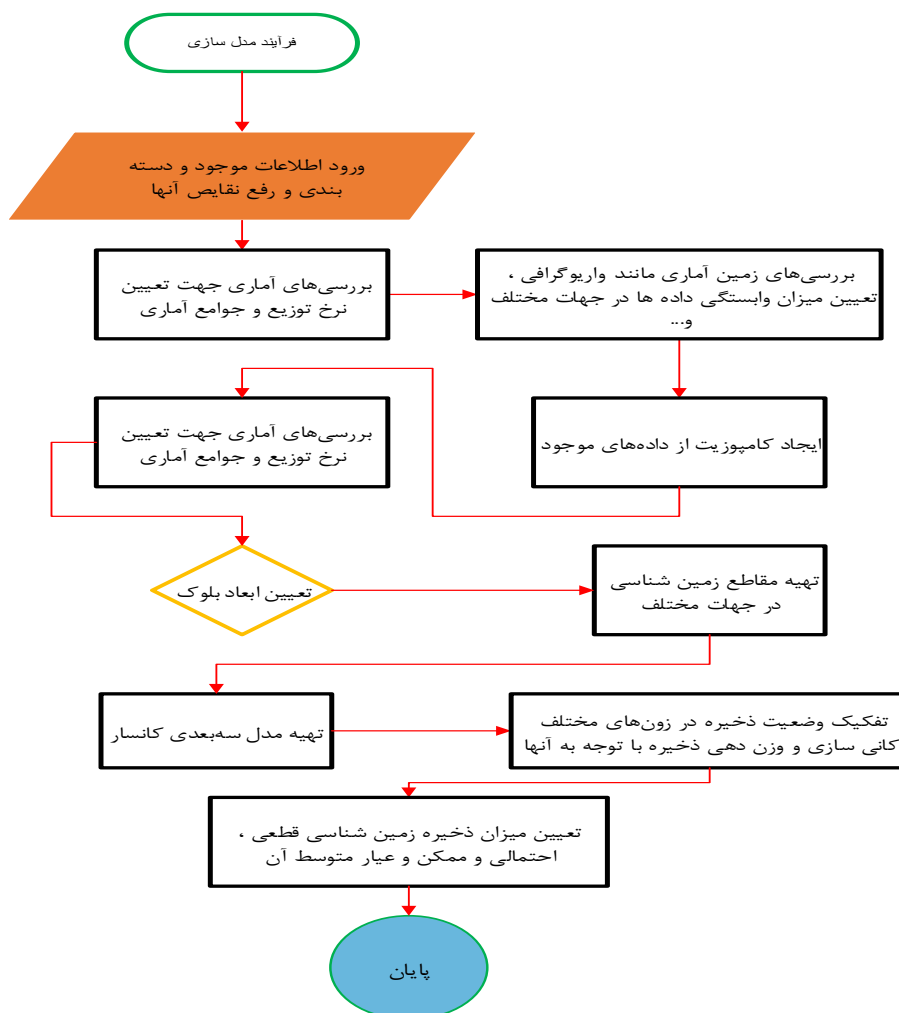 فرآیند مدل سازی
ورود اطلاعات موجود و دسته
بندی و رفع نقایص آنها
بررسی‌های آماری جهت تعیین
نرخ توزیع و جوامع آماری
بررسی‌های زمین آماری مانند واریوگرافی ،
تعیین میزان وابستگی داده ها در جهات مختلف
و...
ایجاد کامپوزیت از داده‌های موجود
بررسی‌های آماری جهت تعیین
نرخ توزیع و جوامع آماری
تعیین ابعاد بلوک
تهیه مقاطع زمین شناسی
در جهات مختلف
تهیه مدل سه‌بعدی کانسار
تفکیک وضعیت ذخیره در زون‌های مختلف
کانی سازی و وزن دهی ذخیره با توجه به آنها
تعیین میزان ذخیره زمین شناسی قطعی ،
احتمالی و ممکن و عیار متوسط آن
پایان